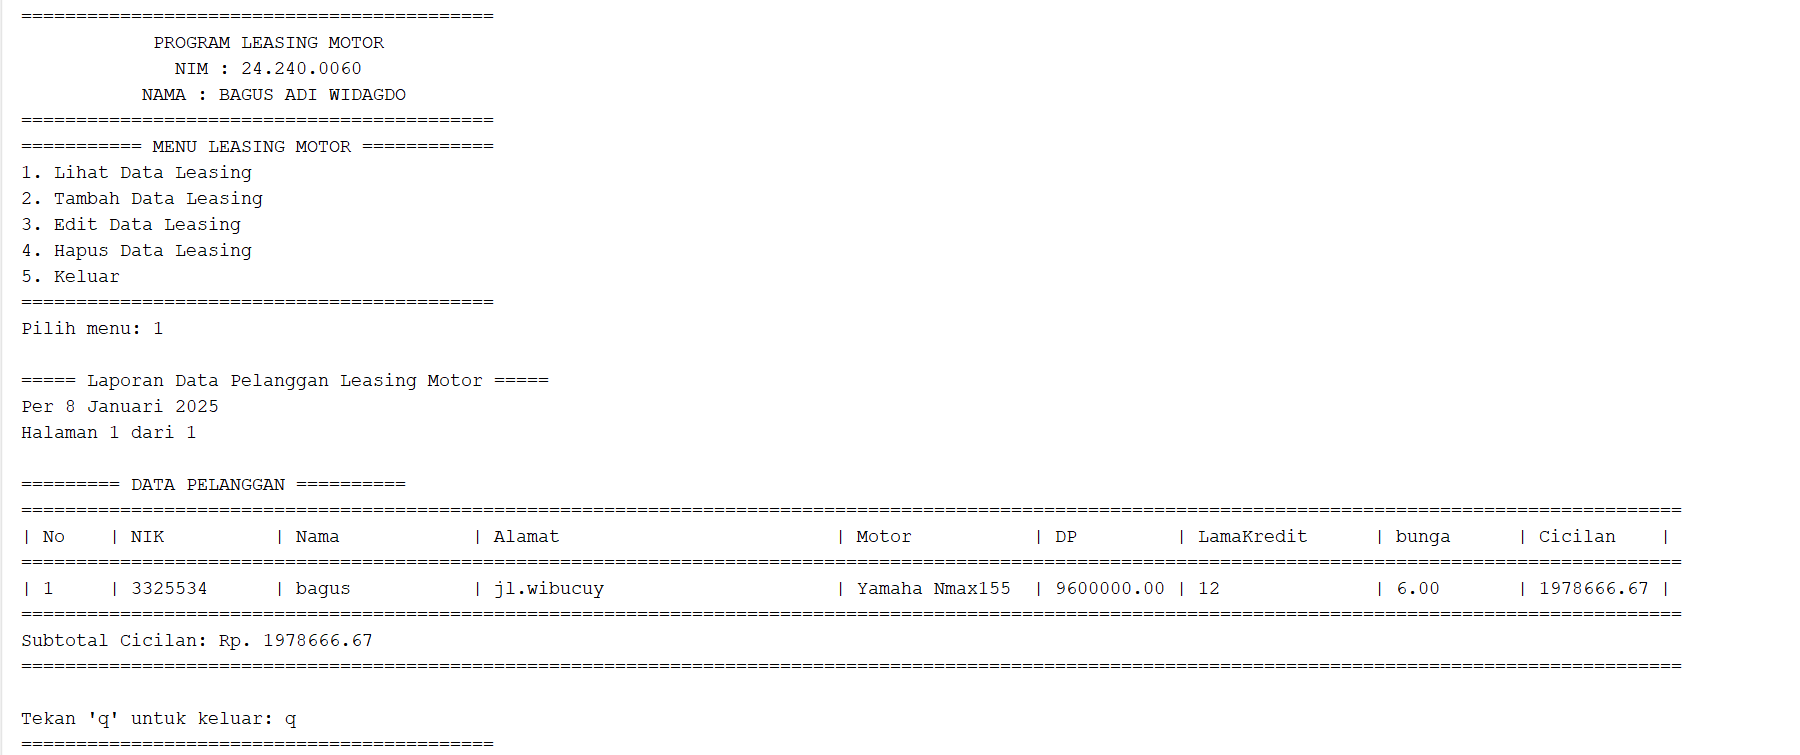 ===========================================
            PROGRAM LEASING MOTOR
              NIM : 24.240.0060
           NAMA : BAGUS ADI WIDAGDO
===========================================
=========== MENU LEASING MOTOR ============
1. Lihat Data Leasing
2. Tambah Data Leasing
3. Edit Data Leasing
4. Hapus Data Leasing
5. Keluar
===========================================
Pilih menu: 1

===== Laporan Data Pelanggan Leasing Motor =====
Per 8 Januari 2025
Halaman 1 dari 1

========= DATA PELANGGAN ==========
=======================================================================================================================================================
| No    | NIK          | Nama            | Alamat                         | Motor           | DP         | LamaKredit      | bunga      | Cicilan    |
=======================================================================================================================================================
| 1     | 3325534      | bagus           | jl.wibucuy                     | Yamaha Nmax155  | 9600000.00 | 12              | 6.00       | 1978666.67 |
=======================================================================================================================================================
Subtotal Cicilan: Rp. 1978666.67
=======================================================================================================================================================

Tekan 'q' untuk keluar: q
===========================================